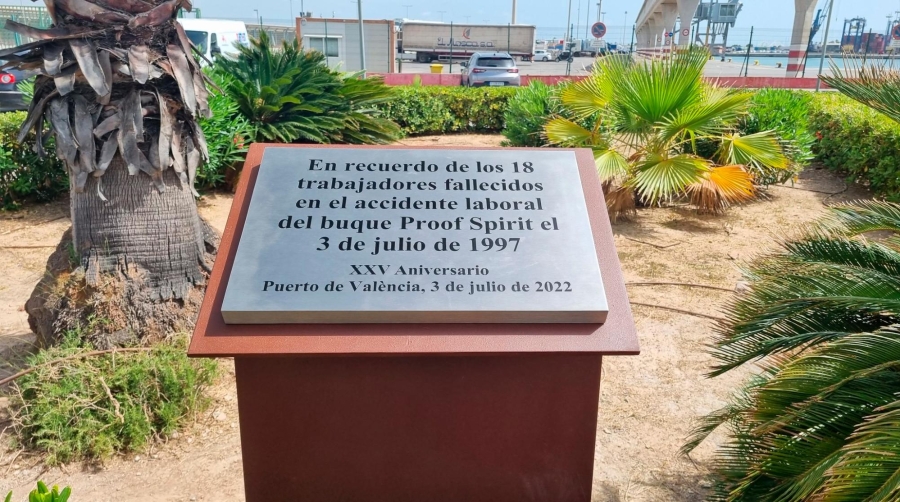 En recuerdo de los 18
trabajadores fallecidos
en el accidente laboral
del buque Proof Spirit el
3 de julio de 1997
XXV Aniversario
Puerto de València, 3 de julio de 2022